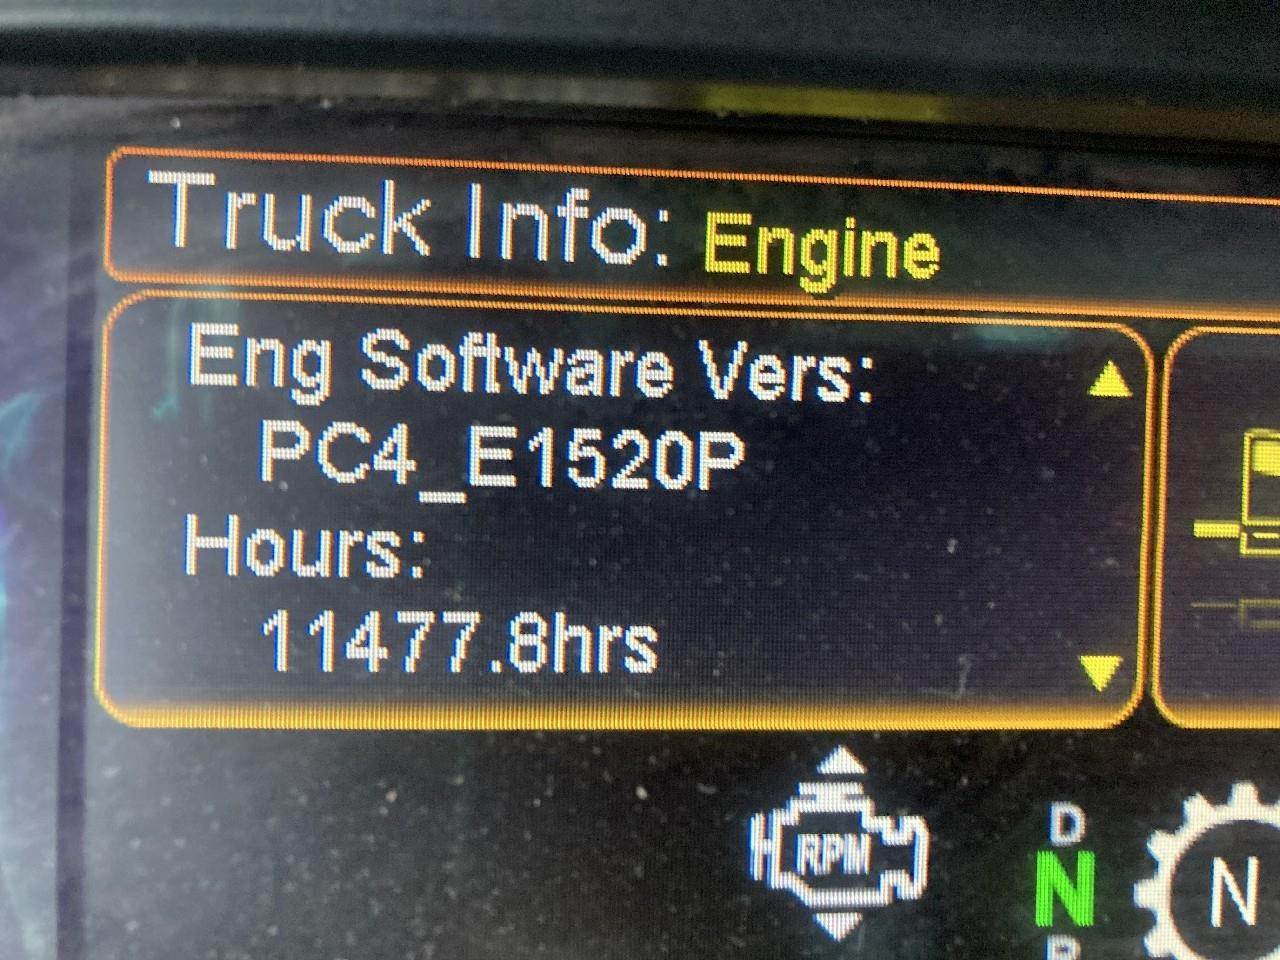 Truck Info: Engine
Eng Software Vers:
PC4_E1520P
Hours:
11477.8hrs
RPM
D
N
N